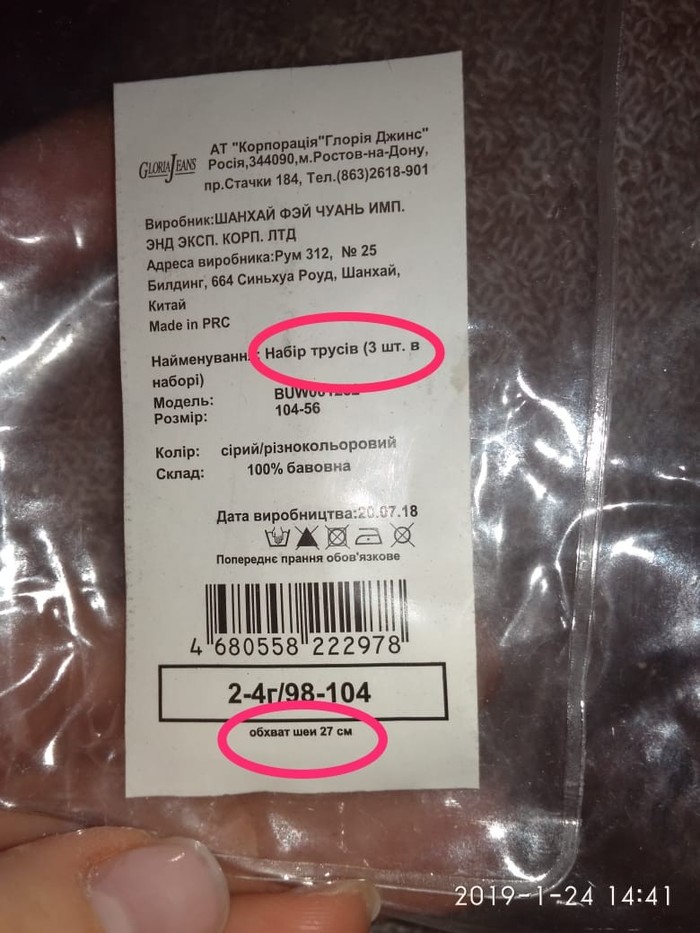 GLORIA JEANS
АТ "Корпорація"Глорія Джинс"
Росія,344090,м.Ростов-на-Дону,
пр.Стачки 184, Тел.(863)2618-901
Виробник:ШАНХАЙ ФЭЙ ЧУАНЬ ИМП.
ЭНД ЭКСП. КОРП. ЛТД
Адреса виробника:Рум 312, № 25
Билдинг, 664 Синьхуа Роуд, Шанхай,
Китай
Made in PRC
Найменування: Набір трусів (3 шт. в
наборі)
Модель:
Розмір: 104-56
Колір: сірий/різнокольоровий
Склад: 100% бавовна
Дата виробництва:20.07.18
Попереднє прання обов'язкове
4 680558 222978
2-4г/98-104
обхват шеи 27 см
2019-1-24 14:41